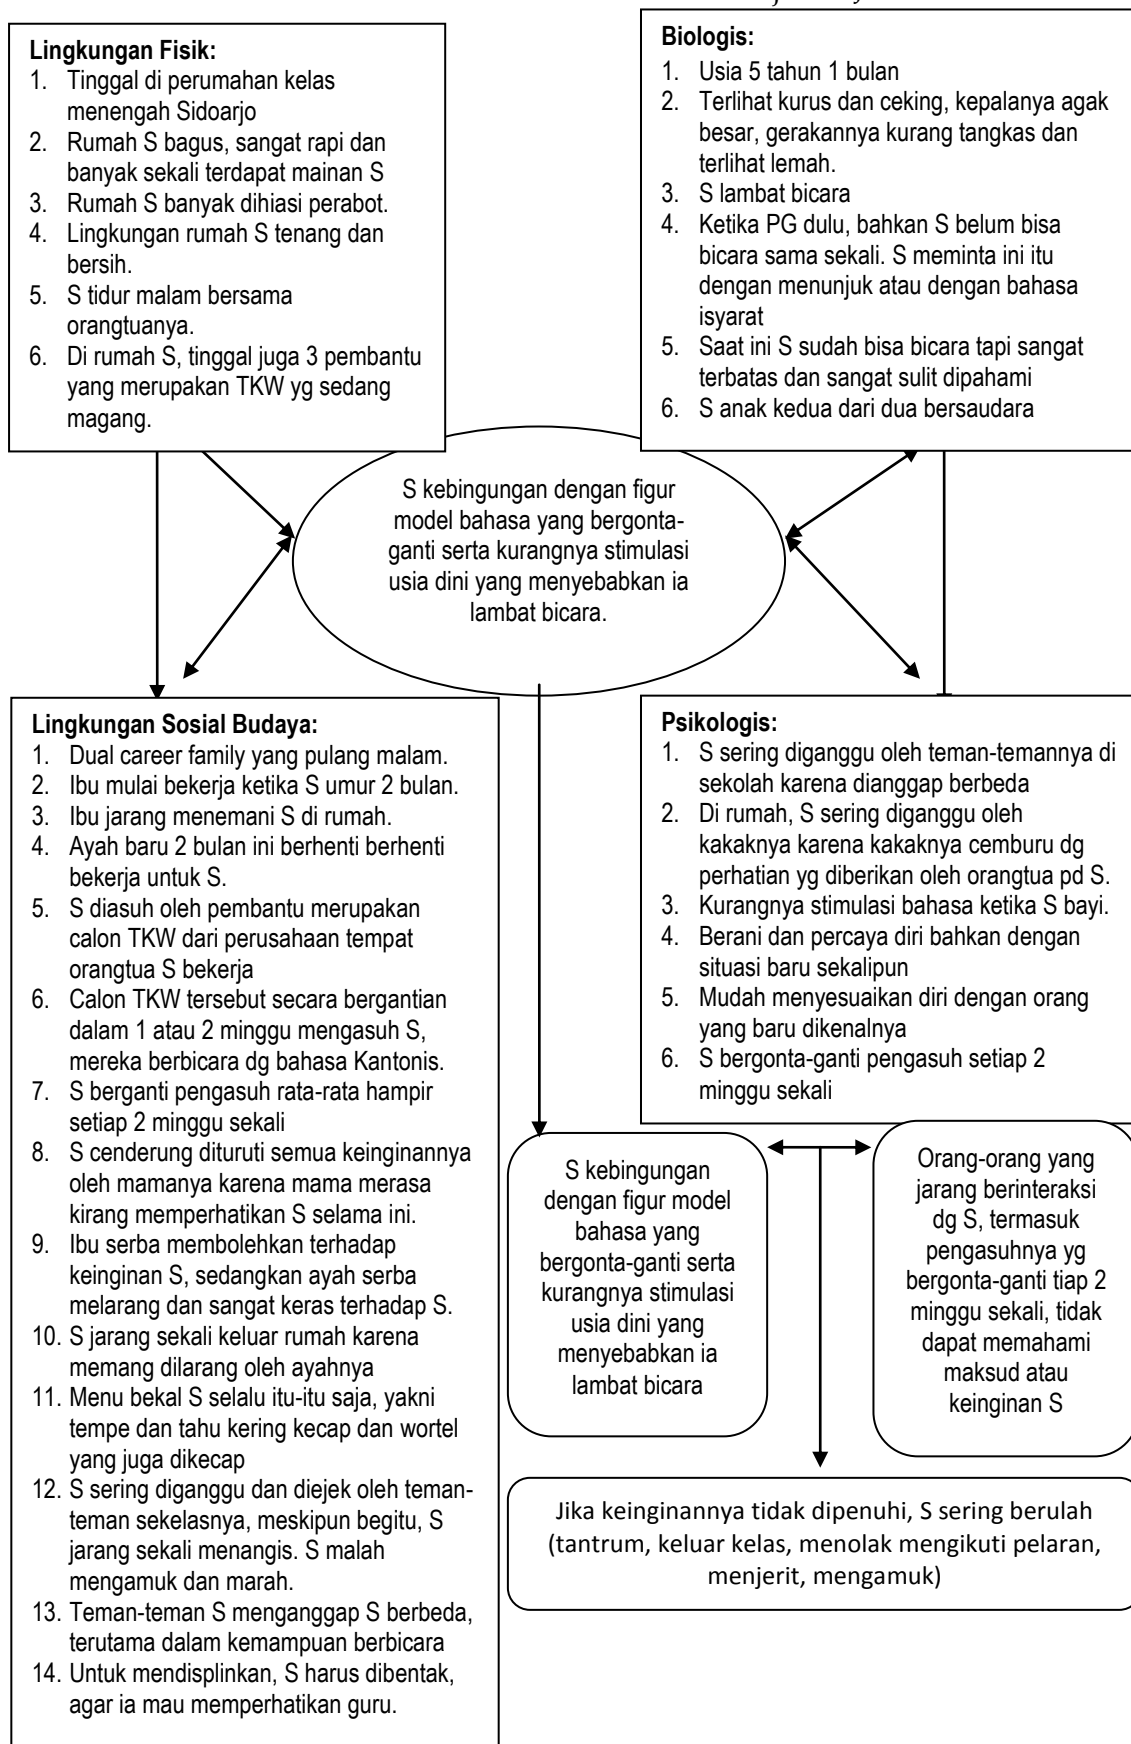 Lingkungan Fisik:
1. Tinggal di perumahan kelas
menengah Sidoarjo
2. Rumah S bagus, sangat rapi dan
banyak sekali terdapat mainan S
3. Rumah S banyak dihiasi perabot.
4. Lingkungan rumah S tenang dan
bersih.
5. S tidur malam bersama
orangtuanya.
6. Di rumah S, tinggal juga 3 pembantu
yang merupakan TKW yg sedang
magang.
Biologis:
1. Usia 5 tahun 1 bulan
2. Terlihat kurus dan ceking, kepalanya agak
besar, gerakannya kurang tangkas dan
terlihat lemah.
3. S lambat bicara
4. Ketika PG dulu, bahkan S belum bisa
bicara sama sekali. S meminta ini itu
dengan menunjuk atau dengan bahasa
isyarat
5. Saat ini S sudah bisa bicara tapi sangat
terbatas dan sangat sulit dipahami
6. S anak kedua dari dua bersaudara
S kebingungan dengan figur
model bahasa yang bergonta-
ganti serta kurangnya stimulasi
usia dini yang menyebabkan ia
lambat bicara.
Lingkungan Sosial Budaya:
1. Dual career family yang pulang malam.
2. Ibu mulai bekerja ketika S umur 2 bulan.
3. Ibu jarang menemani S di rumah.
4. Ayah baru 2 bulan ini berhenti berhenti
bekerja untuk S.
5. S diasuh oleh pembantu merupakan
calon TKW dari perusahaan tempat
orangtua S bekerja
6. Calon TKW tersebut secara bergantian
dalam 1 atau 2 minggu mengasuh S,
mereka berbicara dg bahasa Kantonis.
7. S berganti pengasuh rata-rata hampir
setiap 2 minggu sekali
8. S cenderung dituruti semua keinginannya
oleh mamanya karena mama merasa
kirang memperhatikan S selama ini.
9. Ibu serba membolehkan terhadap
keinginan S, sedangkan ayah serba
melarang dan sangat keras terhadap S.
10. S jarang sekali keluar rumah karena
memang dilarang oleh ayahnya
11. Menu bekal S selalu itu-itu saja, yakni
tempe dan tahu kering kecap dan wortel
yang juga dikecap
12. S sering diganggu dan diejek oleh teman-
teman sekelasnya, meskipun begitu, S
jarang sekali menangis. S malah
mengamuk dan marah.
13. Teman-teman S menganggap S berbeda,
terutama dalam kemampuan berbicara
14. Untuk mendisplinkan, S harus dibentak,
agar ia mau memperhatikan guru.
Psikologis:
1. S sering diganggu oleh teman-temannya di
sekolah karena dianggap berbeda
2. Di rumah, S sering diganggu oleh
kakaknya karena kakaknya cemburu dg
perhatian yg diberikan oleh orangtua pd S.
3. Kurangnya stimulasi bahasa ketika S bayi.
4. Berani dan percaya diri bahkan dengan
situasi baru sekalipun
5. Mudah menyesuaikan diri dengan orang
yang baru dikenalnya
6. S bergonta-ganti pengasuh setiap 2
minggu sekali
S kebingungan
dengan figur model
bahasa yang
bergonta-ganti serta
kurangnya stimulasi
usia dini yang
menyebabkan ia
lambat bicara
Orang-orang yang
jarang berinteraksi
dg S, termasuk
pengasuhnya yg
bergonta-ganti tiap 2
minggu sekali, tidak
dapat memahami
maksud atau
keinginan S
Jika keinginannya tidak dipenuhi, S sering berulah
(tantrum, keluar kelas, menolak mengikuti pelaran,
menjerit, mengamuk)